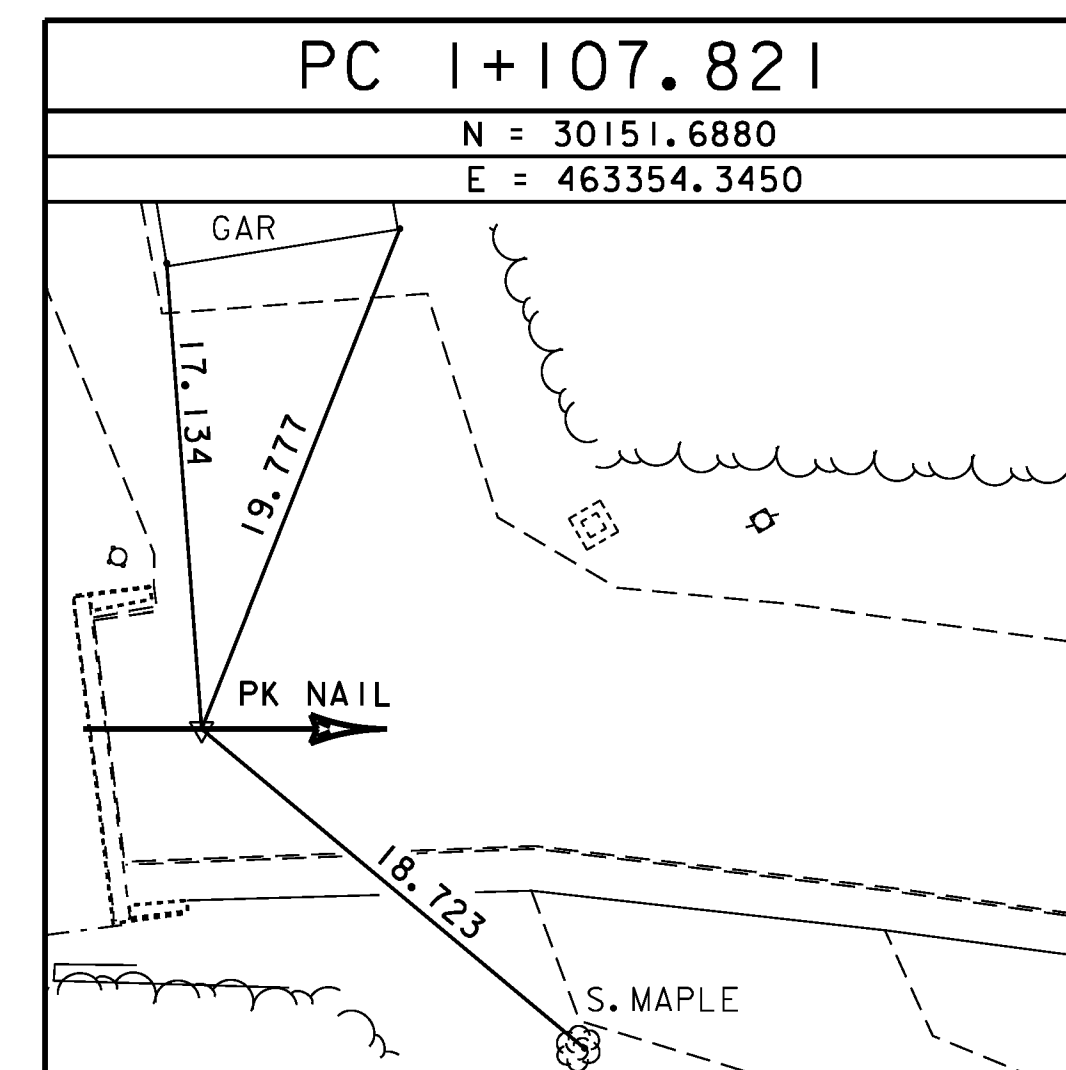 PC 1+107.821
N = 30151.6880
E = 463354.3450
GAR
17.134
19.777
PK NAIL
18.723
S. MAPLE